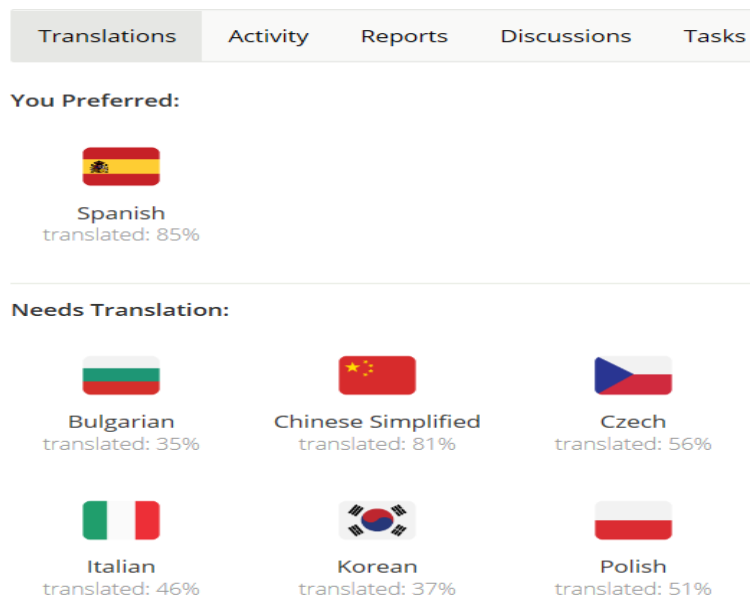 Translations Activity Reports Discussions Tasks
You Preferred:
Spanish
translated: 85%
Needs Translation:
Bulgarian Chinese Simplified Czech
translated: 35% translated: 81% translated: 56%
Italian Korean Polish
translated: 46% translated: 37% translated: 51%